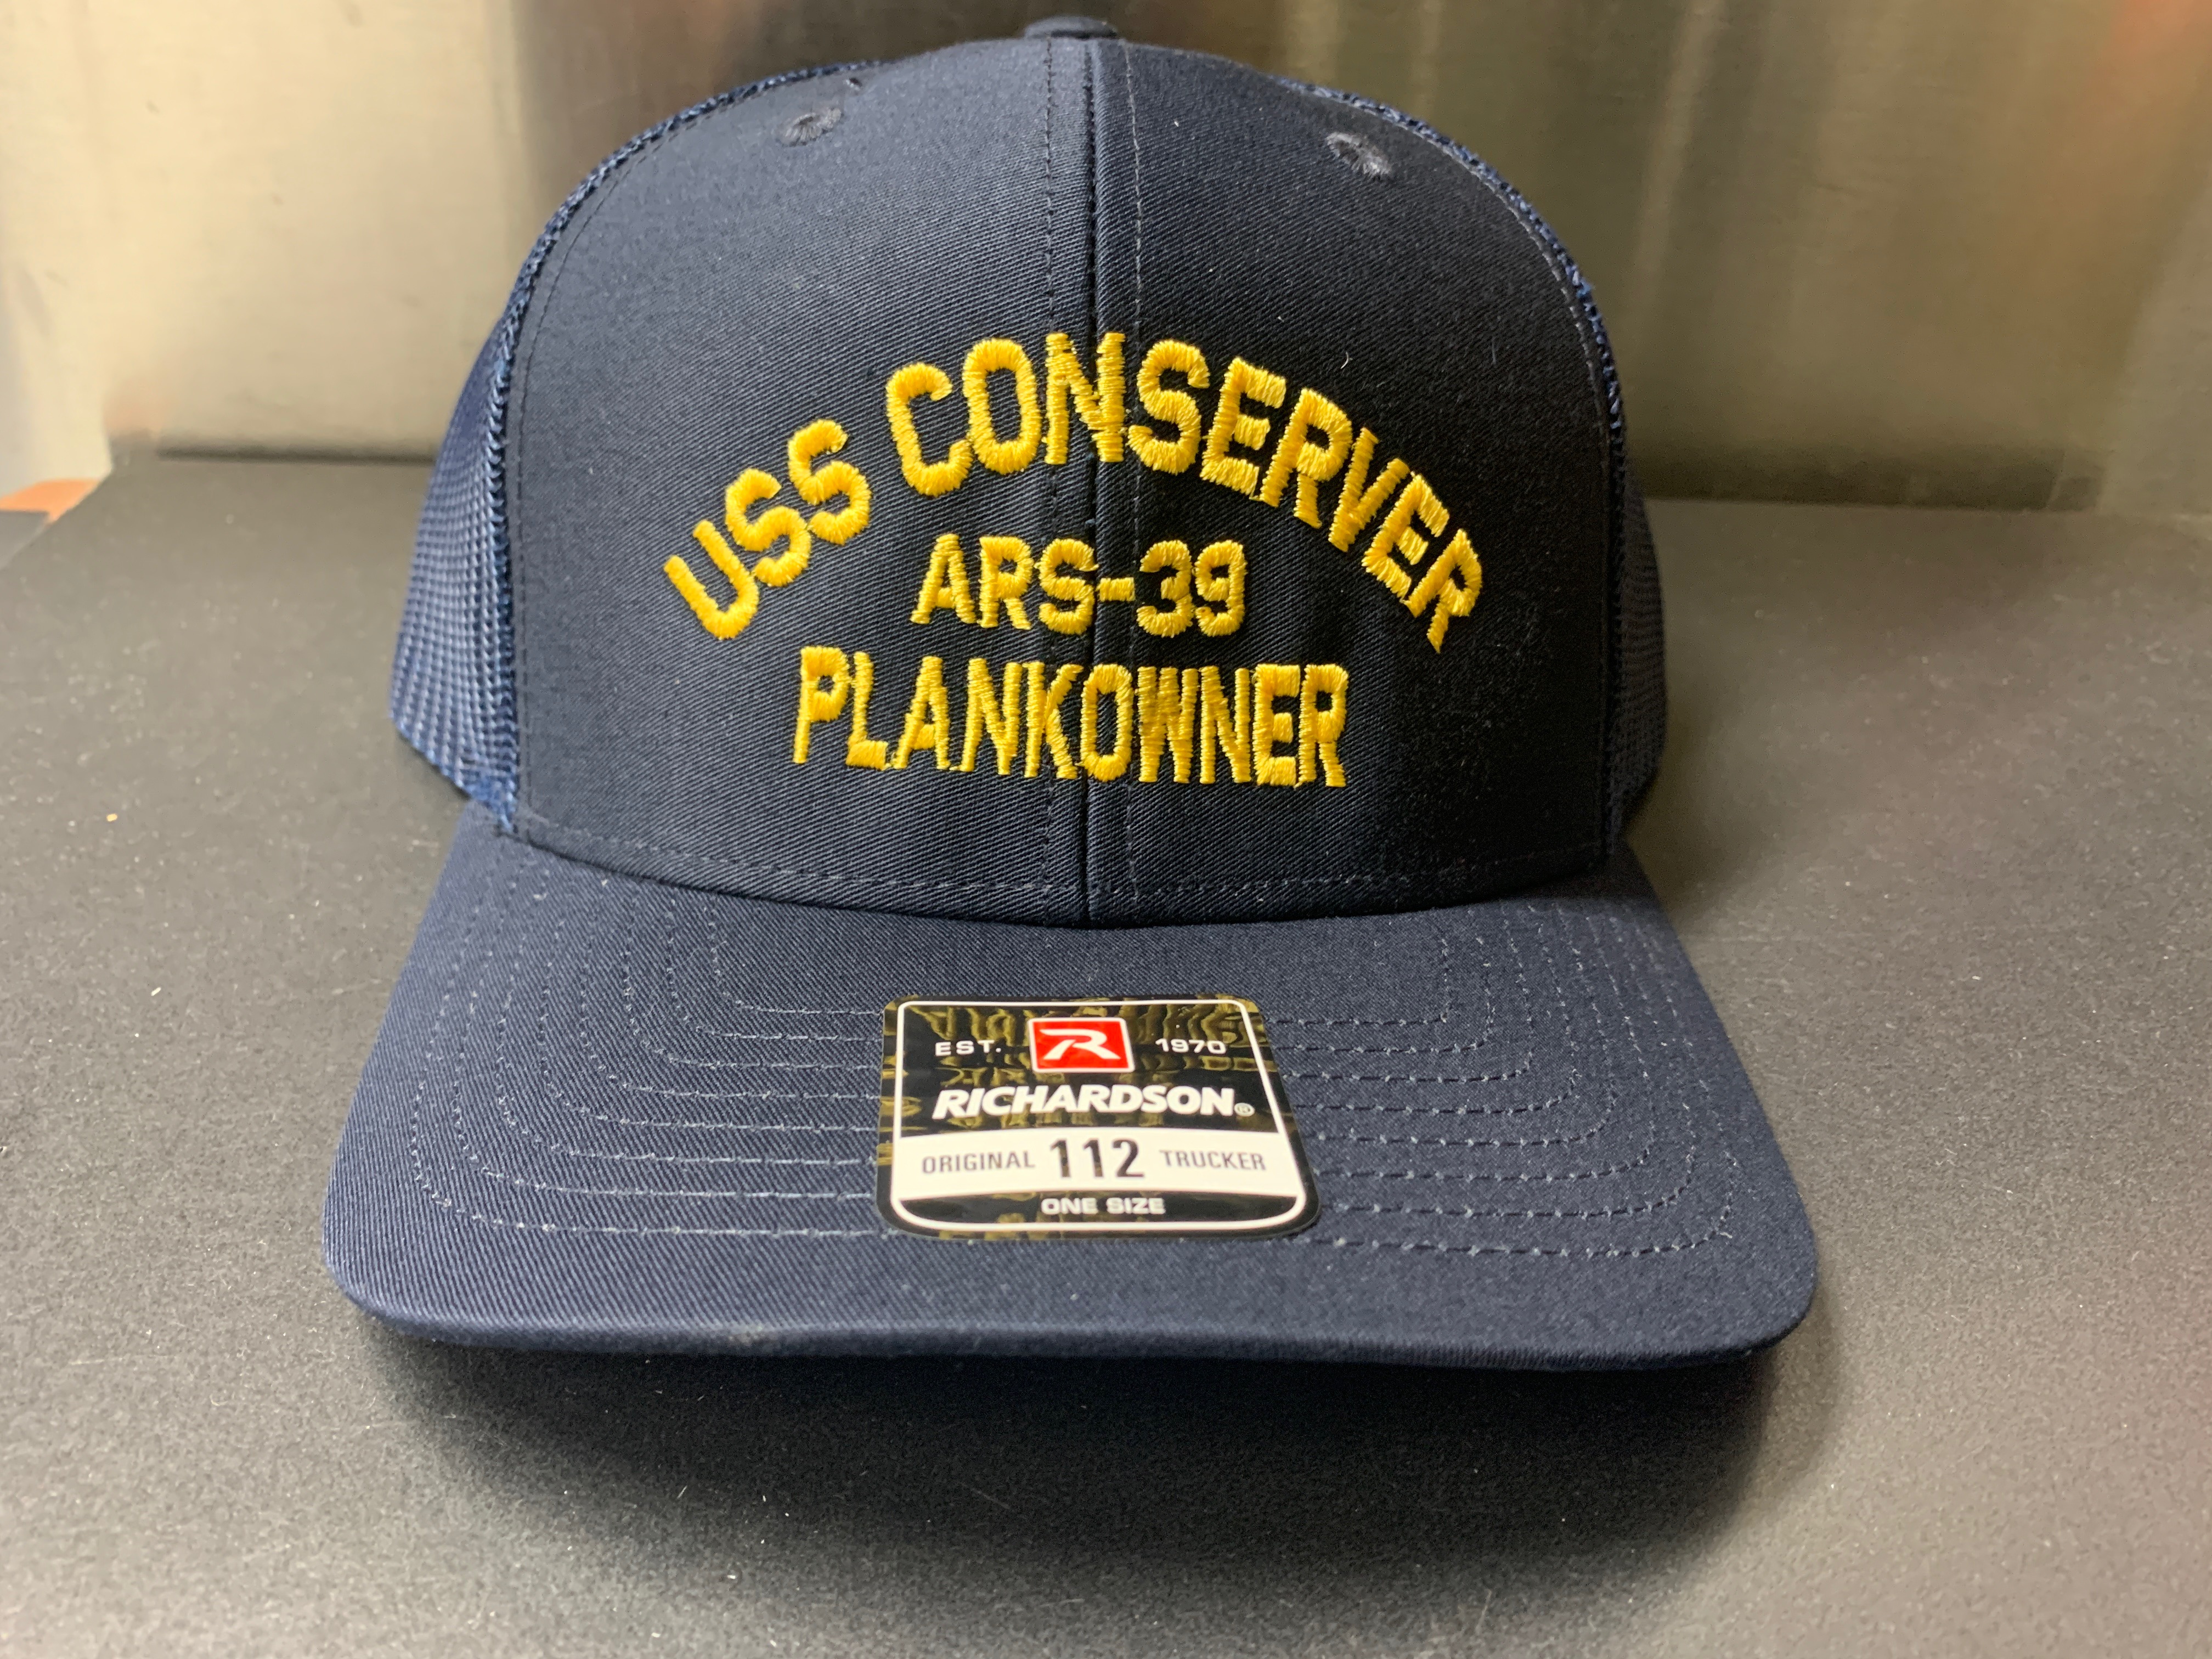 USS CONSERVER
ARS-39
PLANKOWNER
EST. R 1970
RICHARDSON®
ORIGINAL 112 TRUCKER
ONE SIZE